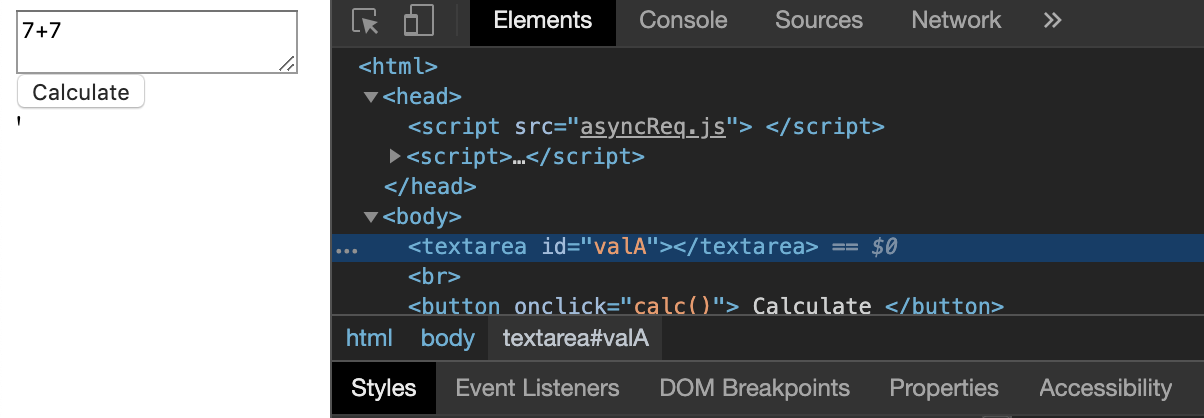 7+7
Calculate
'
Elements Console Sources Network »
<html>
▼<head>
<script src="asyncReq.js"> </script>
▶<script>…</script>
</head>
▼<body>
... <textarea id="valA"></textarea> == $0
<br>
<button onclick="calc()"> Calculate </button>
html body textarea#valA
Styles Event Listeners DOM Breakpoints Properties Accessibility